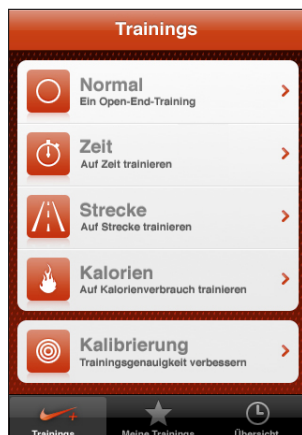 Trainings
Normal
Ein Open-End-Training
Zeit
Auf Zeit trainieren
Strecke
Auf Strecke trainieren
Kalorien
Auf Kalorienverbrauch trainieren
Kalibrierung
Trainingsgenauigkeit verbessern
Trainings
Meine Trainings
Übersicht